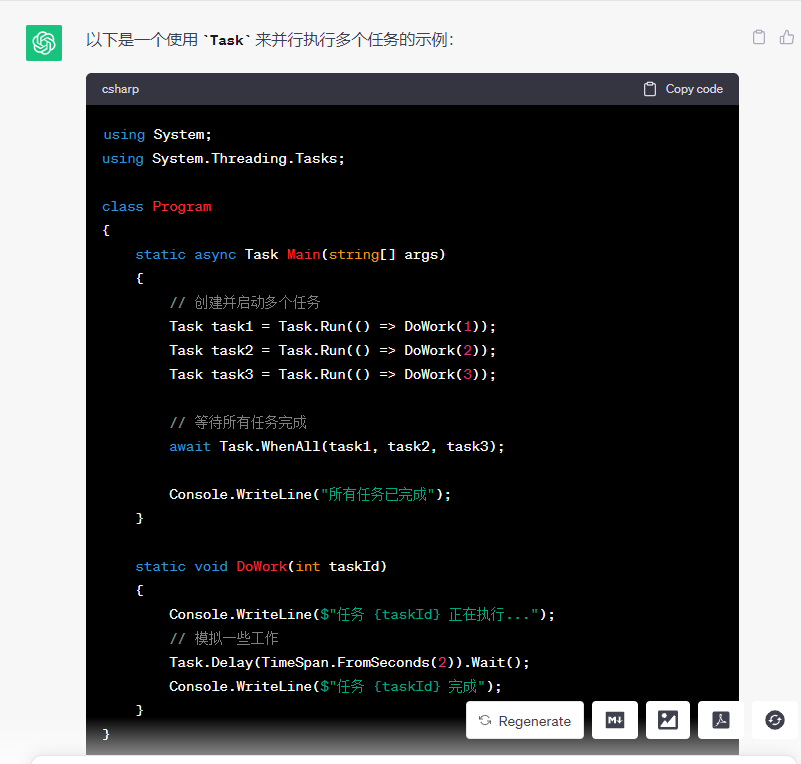 以下是一个使用 `Task` 来并行执行多个任务的示例：
csharp
Copy code
using System;
using System.Threading.Tasks;
class Program
{
static async Task Main(string[] args)
{
// 创建并启动多个任务
Task task1 = Task.Run(() => DoWork(1));
Task task2 = Task.Run(() => DoWork(2));
Task task3 = Task.Run(() => DoWork(3));
// 等待所有任务完成
await Task.WhenAll(task1, task2, task3);
Console.WriteLine("所有任务已完成");
}
static void DoWork(int taskId)
{
Console.WriteLine($"任务 {taskId} 正在执行...");
// 模拟一些工作
Task.Delay(TimeSpan.FromSeconds(2)).Wait();
Console.WriteLine($"任务 {taskId} 完成");
}
}
Regenerate
M↓